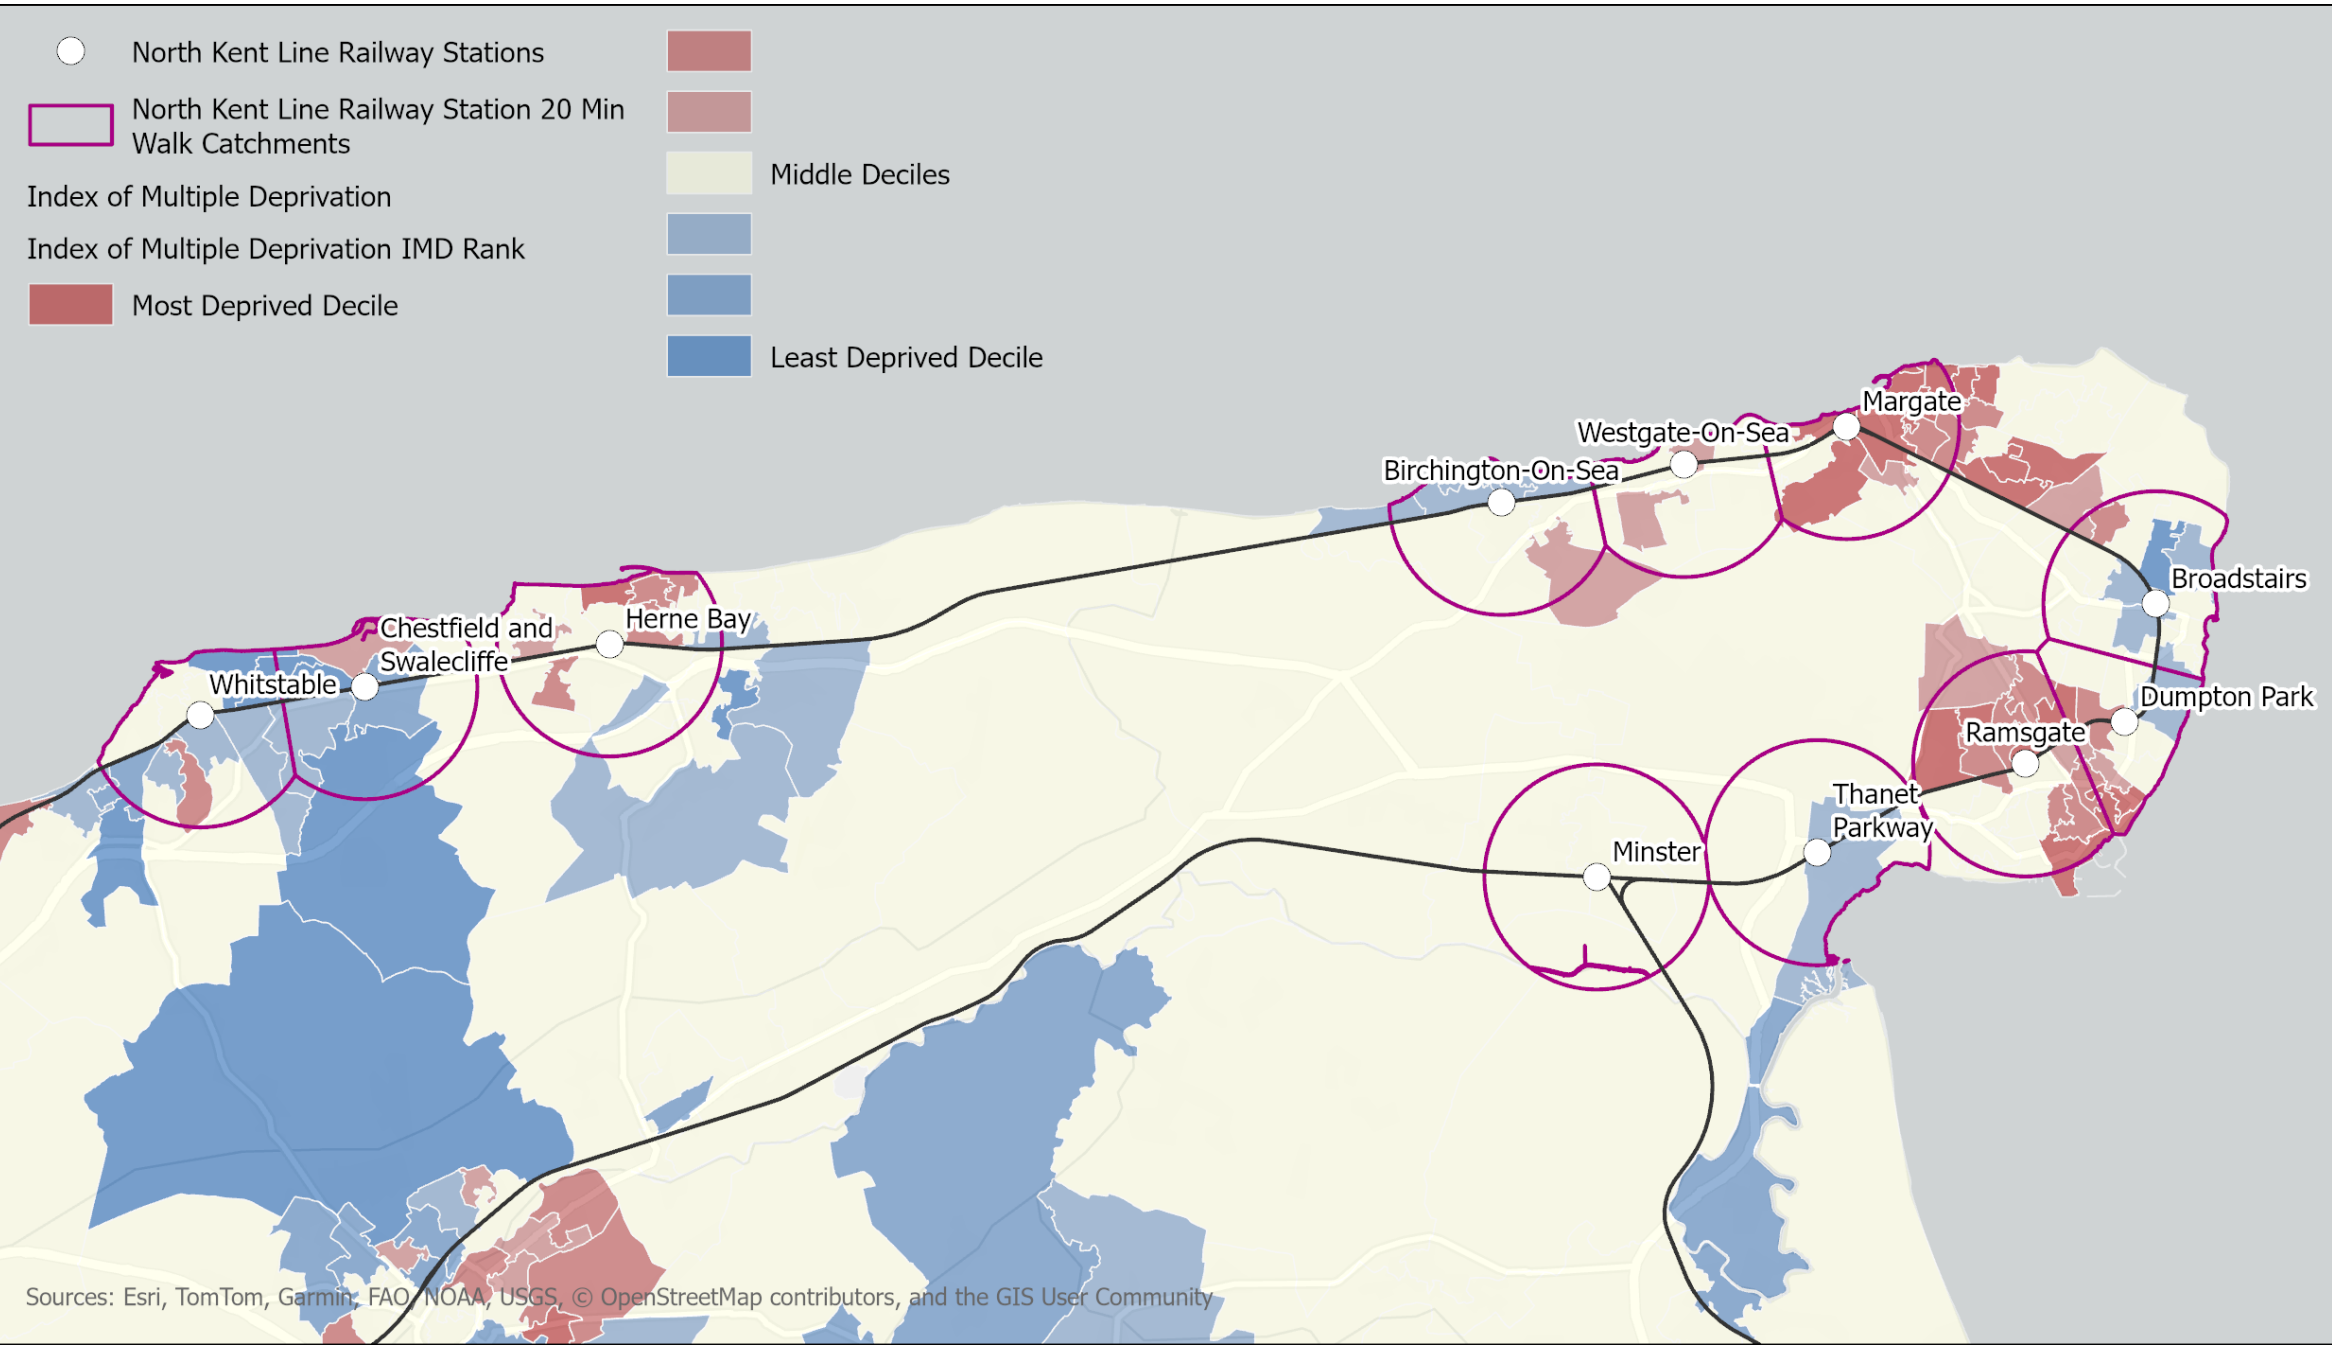 North Kent Line Railway Stations
North Kent Line Railway Station 20 Min
Walk Catchments
Index of Multiple Deprivation
Index of Multiple Deprivation IMD Rank
Most Deprived Decile
Middle Deciles
Least Deprived Decile
Margate
Westgate-On-Sea
Birchington-On-Sea
Broadstairs
Herne Bay
Chestfield and
Swalecliffe
Whitstable
Dumpton Park
Ramsgate
Thanet
Parkway
Minster
Sources: Esri, TomTom, Garmin, FAO, NOAA, USGS, © OpenStreetMap contributors, and the GIS User Community